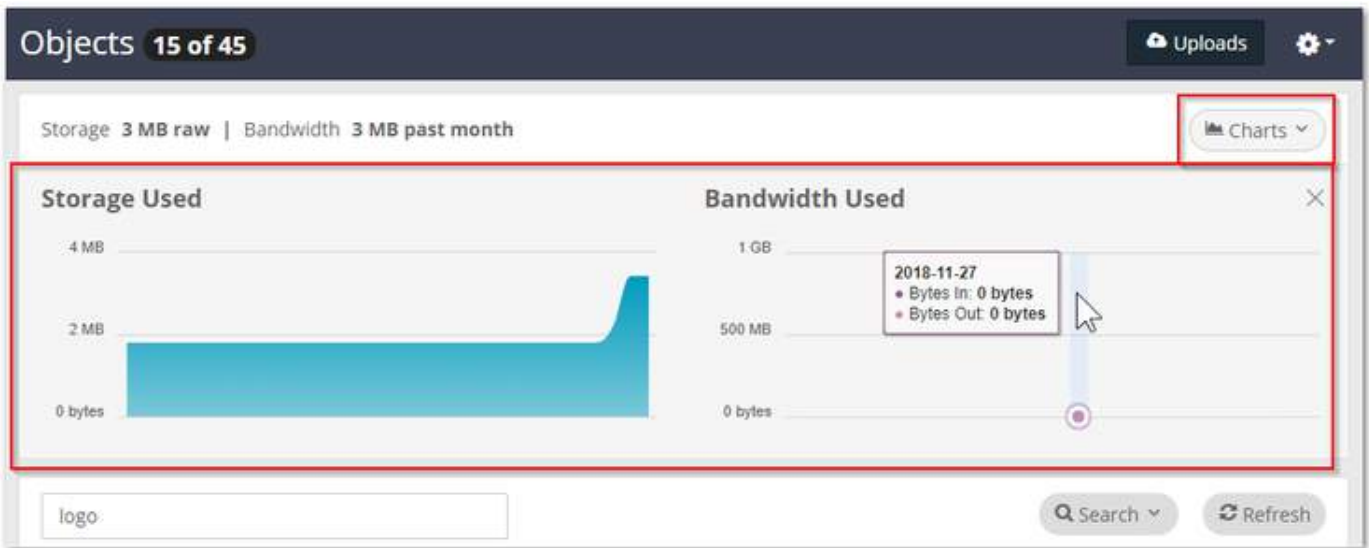 Objects 15 of 45
Uploads
Storage 3 MB raw | Bandwidth 3 MB past month
Charts
Storage Used
4 MB
2 MB
0 bytes
Bandwidth Used
1 GB
500 MB
0 bytes
2018-11-27
• Bytes In: 0 bytes
• Bytes Out: 0 bytes
logo
Search
Refresh